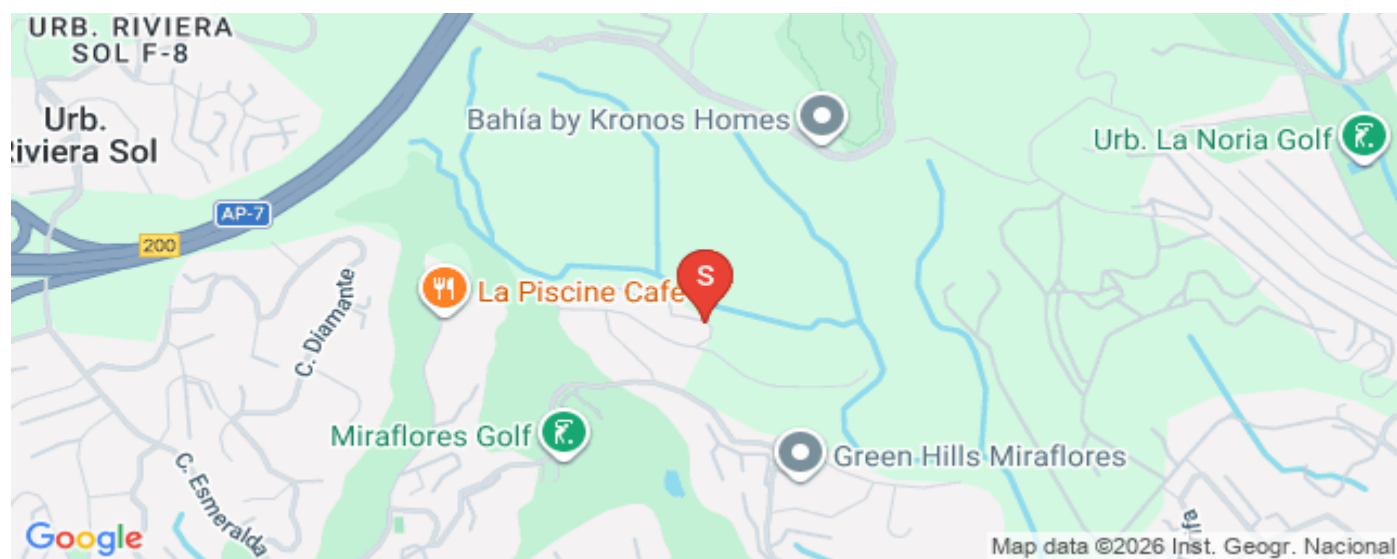 URB. RIVIERA
SOL F-8
Urb.
Riviera Sol
Bahía by Kronos Homes
Urb. La Noria Golf
AP-7
200
C. Diamante
La Piscine Cafe
S
Miraflores Golf
Green Hills Miraflores
C. Esmeralda
Google
Map data ©2026 Inst. Geogr. Nacional